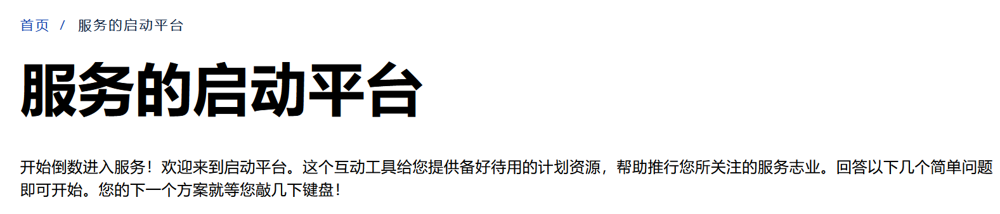 首页 / 服务的启动平台
服务的启动平台
开始倒数进入服务！欢迎来到启动平台。这个互动工具给您提供备好待用的计划资源，帮助推行您所关注的服务志业。回答以下几个简单问题
即可开始。您的下一个方案就等您敲几下键盘！